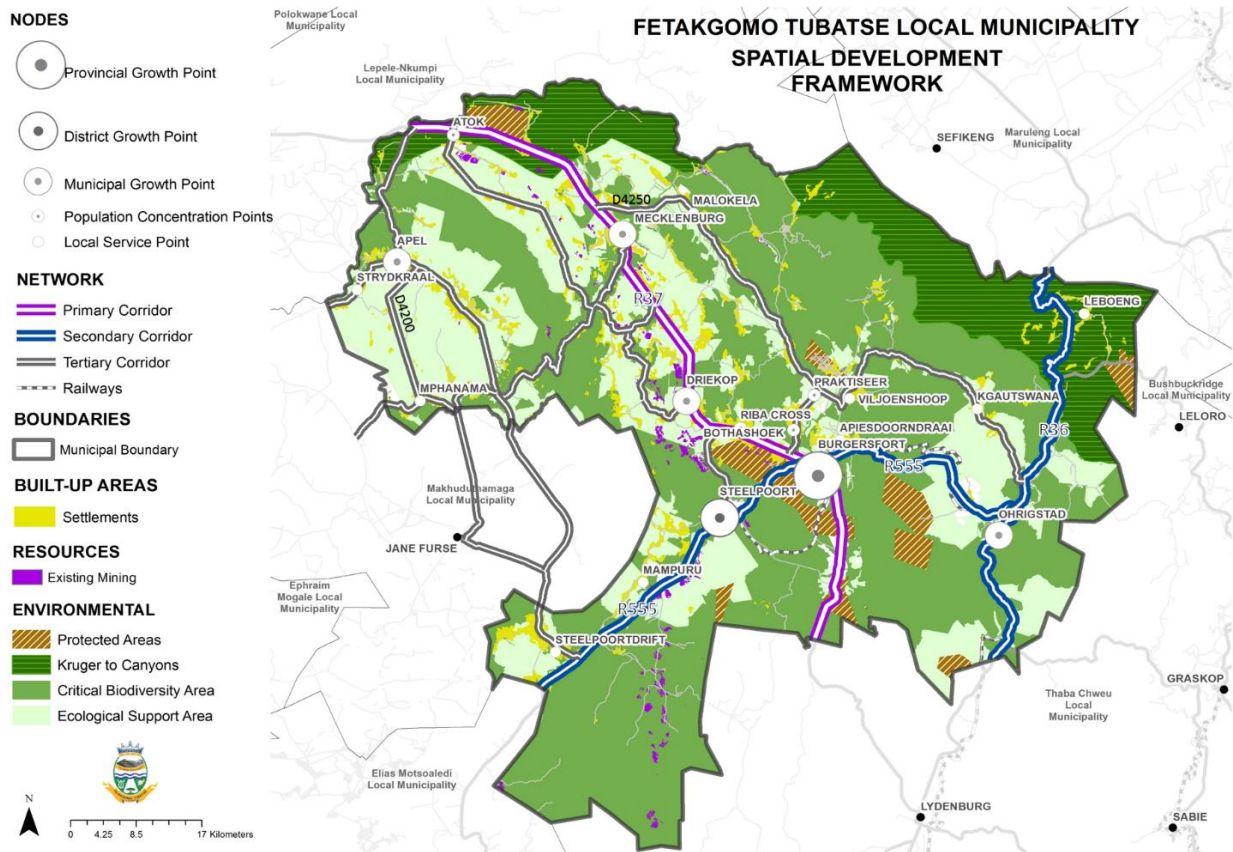 NODES
Provincial Growth Point
District Growth Point
Municipal Growth Point
Population Concentration Points
Local Service Point
NETWORK
Primary Corridor
Secondary Corridor
Tertiary Corridor
Railways
BOUNDARIES
Municipal Boundary
BUILT-UP AREAS
Settlements
RESOURCES
Existing Mining
ENVIRONMENTAL
Protected Areas
Kruger to Canyons
Critical Biodiversity Area
Ecological Support Area
N
0 4.25 8.5 17 Kilometers
FETAKGOMO TUBATSE LOCAL MUNICIPALITY
SPATIAL DEVELOPMENT
FRAMEWORK
Polokwane Local
Municipality
Lepele-Nkumpi
Local Municipality
ATOK
SEFIKENG
Maruleng Local
Municipality
D4250
MALOKELA
MECKLENBURG
APEL
STRYDKRAAL
D4200
R37
LEBOENG
MPHANAMA
DRIEKOP
PRAKTISEER
VILJOENSHOOP
KGAUTSWANA
Bushbuckridge
Local Municipality
LELORO
RIBA CROSS
BOTHASHOEK
APIESDOORNDRAAI
BURGERSFORT
R36
R555
Makhuduthamaga
Local Municipality
STEELPOORT
OHRIGSTAD
JANE FURSE
MAMPURU
Ephraim
Mogale Local
Municipality
R555
STEELPOORTDRIFT
GRASKOP
Thaba Chweu
Local
Municipality
Elias Motsoaledi
Local Municipality
LYDENBURG
SABIE